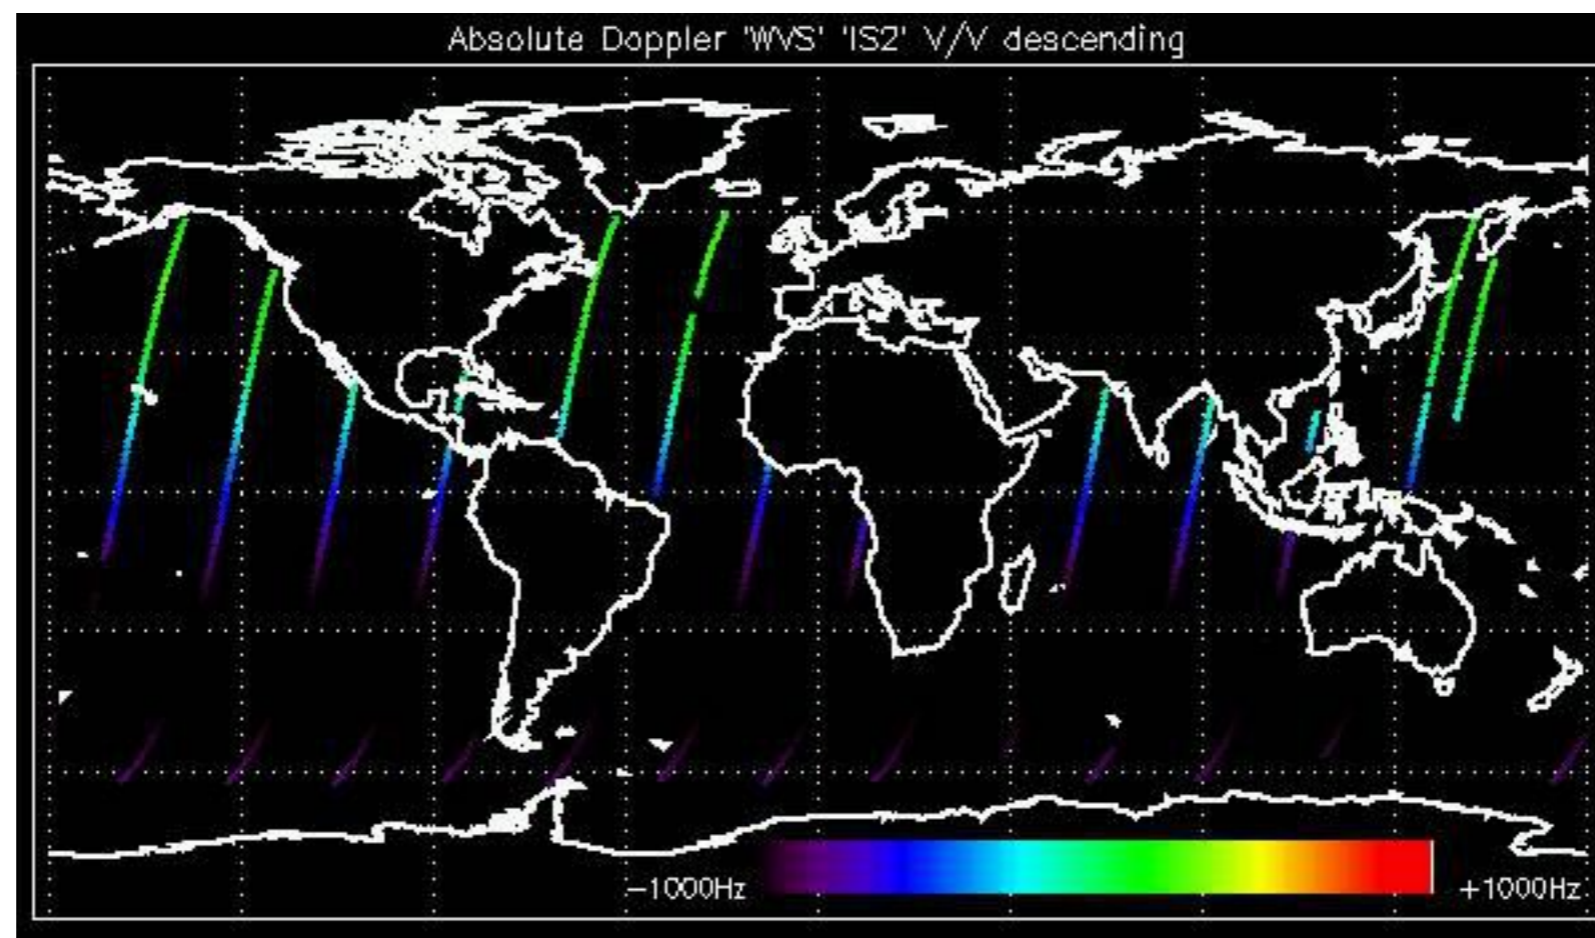 Absolute Doppler 'WVS' 'IS2' V/V descending
−1000Hz +1000Hz